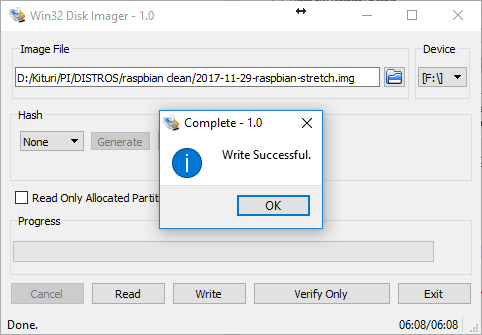 Win32 Disk Imager - 1.0
Image File
Device
D:/Kituri/PI/DISTROS/raspbian clean/2017-11-29-raspbian-stretch.img
[F:\]
Hash
None
Generate
Complete - 1.0
Write Successful.
OK
Read Only Allocated Partit
Progress
Cancel
Read
Write
Verify Only
Exit
Done.
06:08/06:08